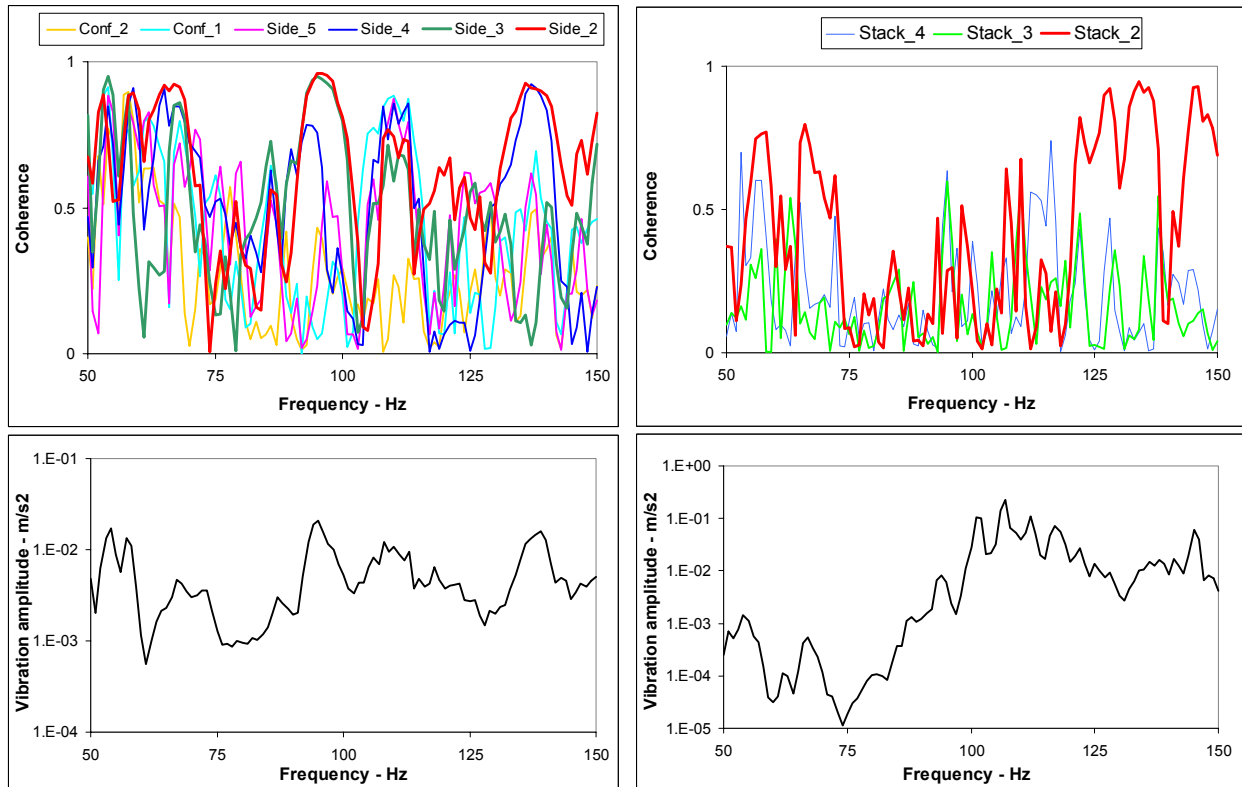 Conf_2 Conf_1 Side_5 Side_4 Side_3 Side_2
1
0.5
0
Coherence
50 75 100 125 150
Frequency - Hz
Stack_4 Stack_3 Stack_2
1
0.5
0
Coherence
50 75 100 125 150
Frequency - Hz
1.E-01
1.E-02
1.E-03
1.E-04
Vibration amplitude - m/s2
50 75 100 125 150
Frequency - Hz
1.E+00
1.E-01
1.E-02
1.E-03
1.E-04
1.E-05
Vibration amplitude - m/s2
50 75 100 125 150
Frequency - Hz